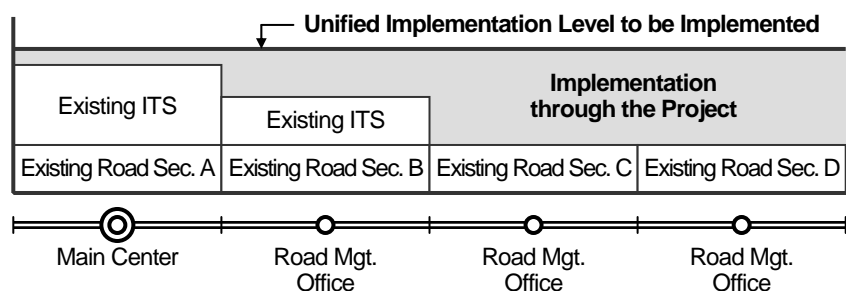 Unified Implementation Level to be Implemented
Implementation
through the Project
Existing ITS
Existing ITS
Existing Road Sec. A
Existing Road Sec. B
Existing Road Sec. C
Existing Road Sec. D
Main Center
Road Mgt.
Office
Road Mgt.
Office
Road Mgt.
Office